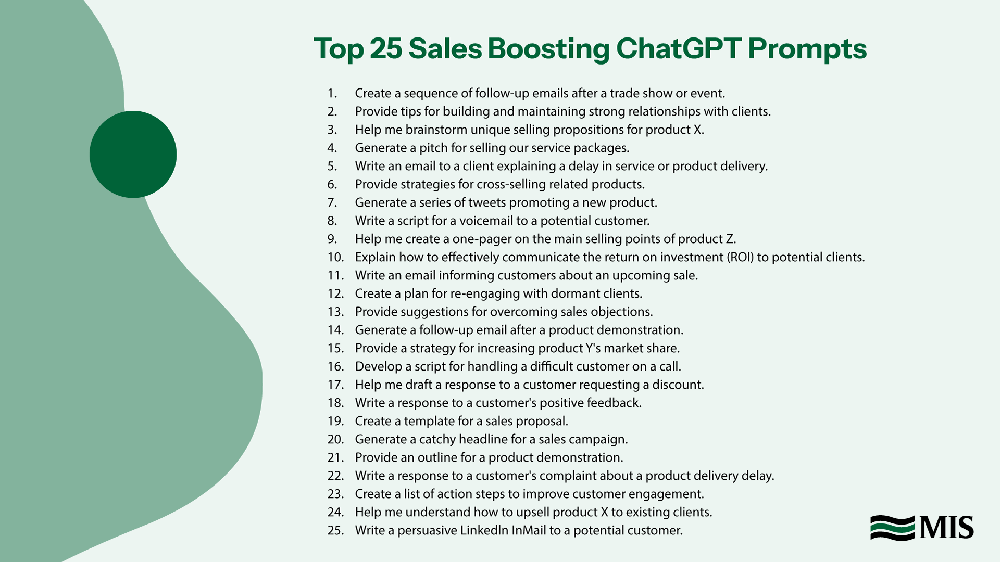 Top 25 Sales Boosting ChatGPT Prompts
1. Create a sequence of follow-up emails after a trade show or event.
2. Provide tips for building and maintaining strong relationships with clients.
3. Help me brainstorm unique selling propositions for product X.
4. Generate a pitch for selling our service packages.
5. Write an email to a client explaining a delay in service or product delivery.
6. Provide strategies for cross-selling related products.
7. Generate a series of tweets promoting a new product.
8. Write a script for a voicemail to a potential customer.
9. Help me create a one-pager on the main selling points of product Z.
10. Explain how to effectively communicate the return on investment (ROI) to potential clients.
11. Write an email informing customers about an upcoming sale.
12. Create a plan for re-engaging with dormant clients.
13. Provide suggestions for overcoming sales objections.
14. Generate a follow-up email after a product demonstration.
15. Provide a strategy for increasing product Y's market share.
16. Develop a script for handling a difficult customer on a call.
17. Help me draft a response to a customer requesting a discount.
18. Write a response to a customer's positive feedback.
19. Create a template for a sales proposal.
20. Generate a catchy headline for a sales campaign.
21. Provide an outline for a product demonstration.
22. Write a response to a customer's complaint about a product delivery delay.
23. Create a list of action steps to improve customer engagement.
24. Help me understand how to upsell product X to existing clients.
25. Write a persuasive LinkedIn InMail to a potential customer.
MIS